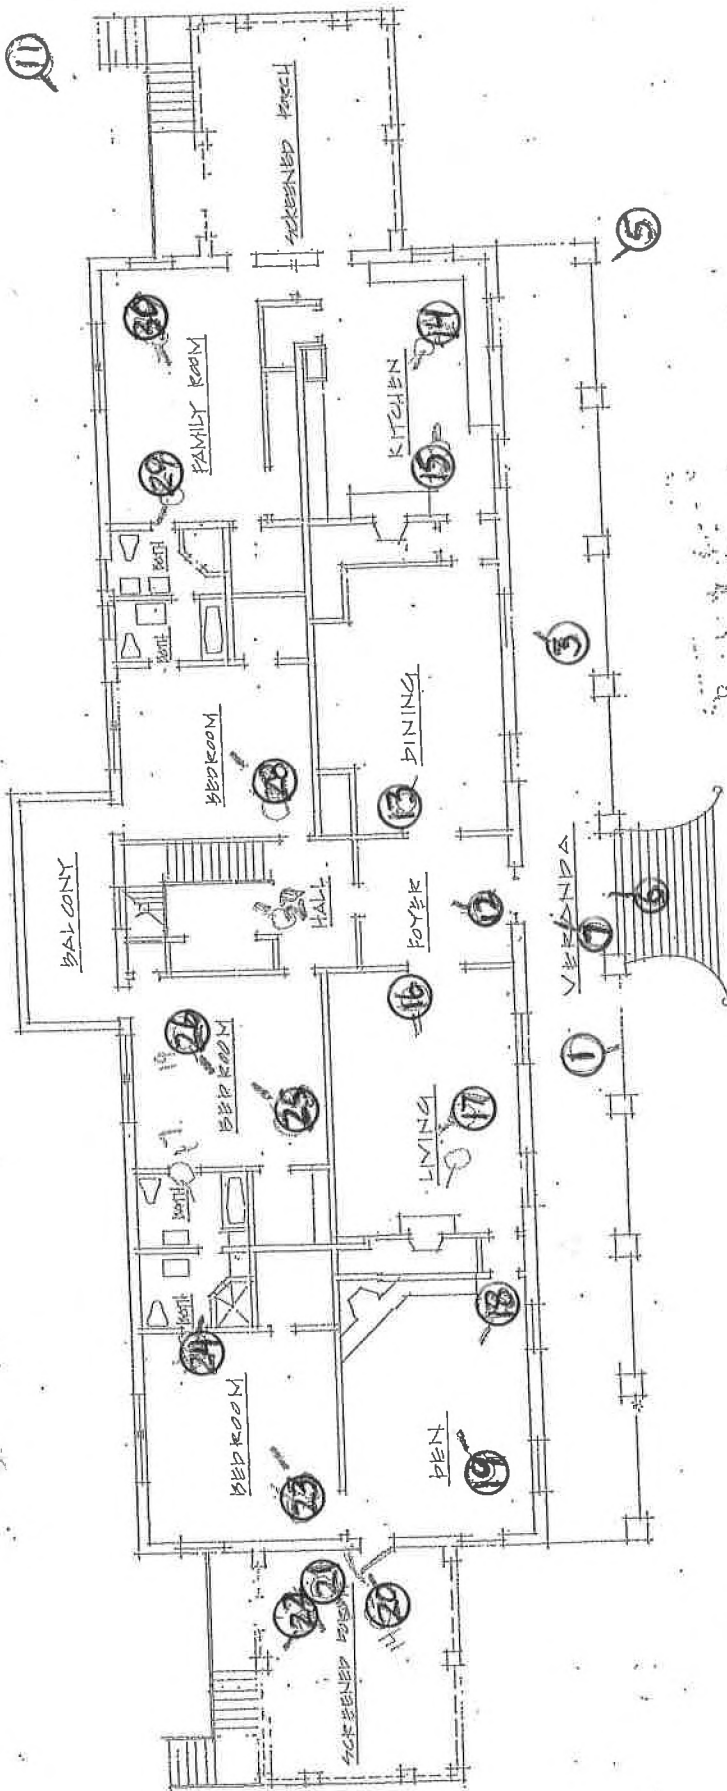 11
BALCONY
30
29
26
BATH
BATH
BATH
BATH
24
FAMILY ROOM
BEDROOM
BEDROOM
BEDROOM
28
25
23
HALL
22
21
SCREENED PORCH
SCREENED PORCH
20
KITCHEN
14
15
DINING
13
FOYER
16
12
LIVING
17
18
DEN
19
VERANDA
1
3
5
6
7